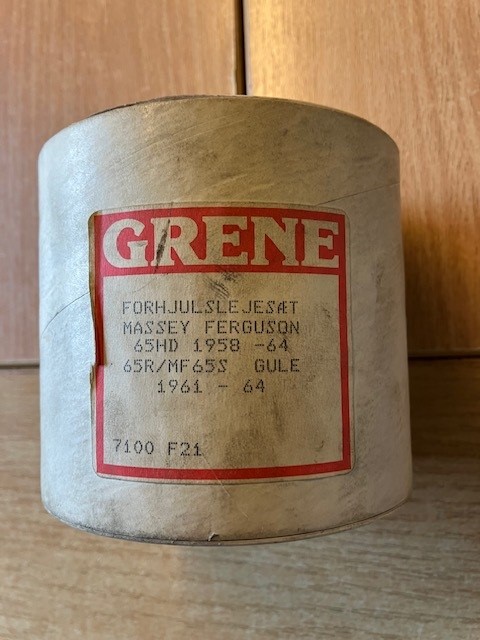 GRENE
FORHJULSLEJESÆT
MASSEY FERGUSON
65HD 1958 -64
65R/MF65S GULE
1961 - 64
7100 F21